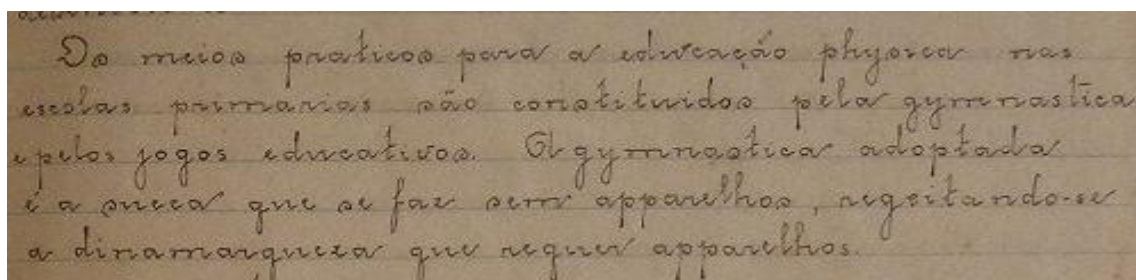 Os meios praticos para a educação physica nas
escolas primarias são constituidos pela gymnastica
e pelos jogos educativos. A gymnastica adoptada
é a sueca que se faz sem apparelhos, regeitando-se
a dinamarqueza que requer apparelhos.